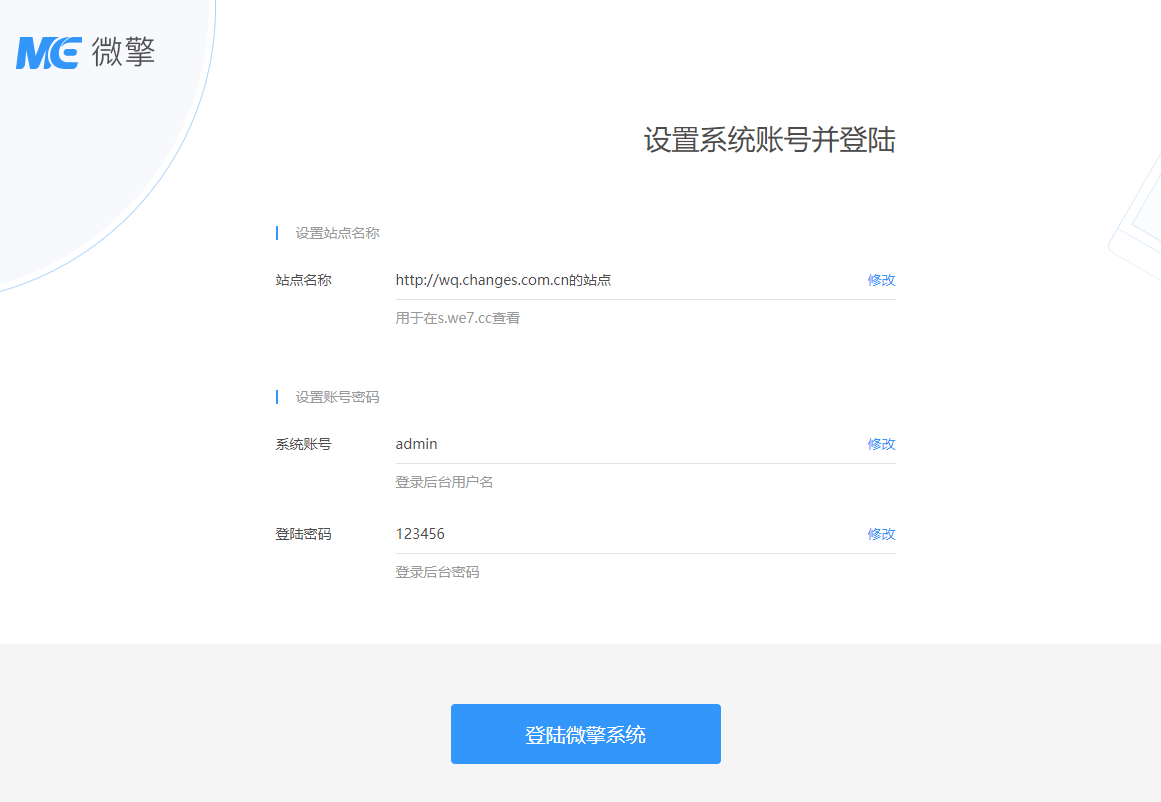 微擎
设置系统账号并登陆
设置站点名称
站点名称 http://wq.changes.com.cn的站点 修改
用于在s.we7.cc查看
设置账号密码
系统账号 admin 修改
登录后台用户名
登陆密码 123456 修改
登录后台密码
登陆微擎系统